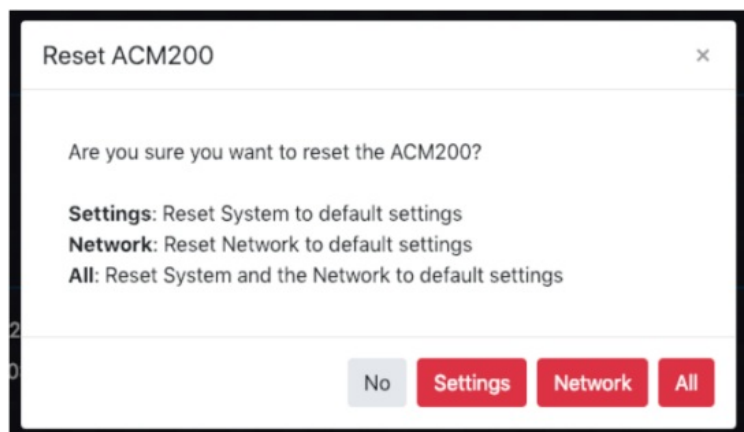 Reset ACM200 ×
Are you sure you want to reset the ACM200?
Settings: Reset System to default settings
Network: Reset Network to default settings
All: Reset System and the Network to default settings
No Settings Network All